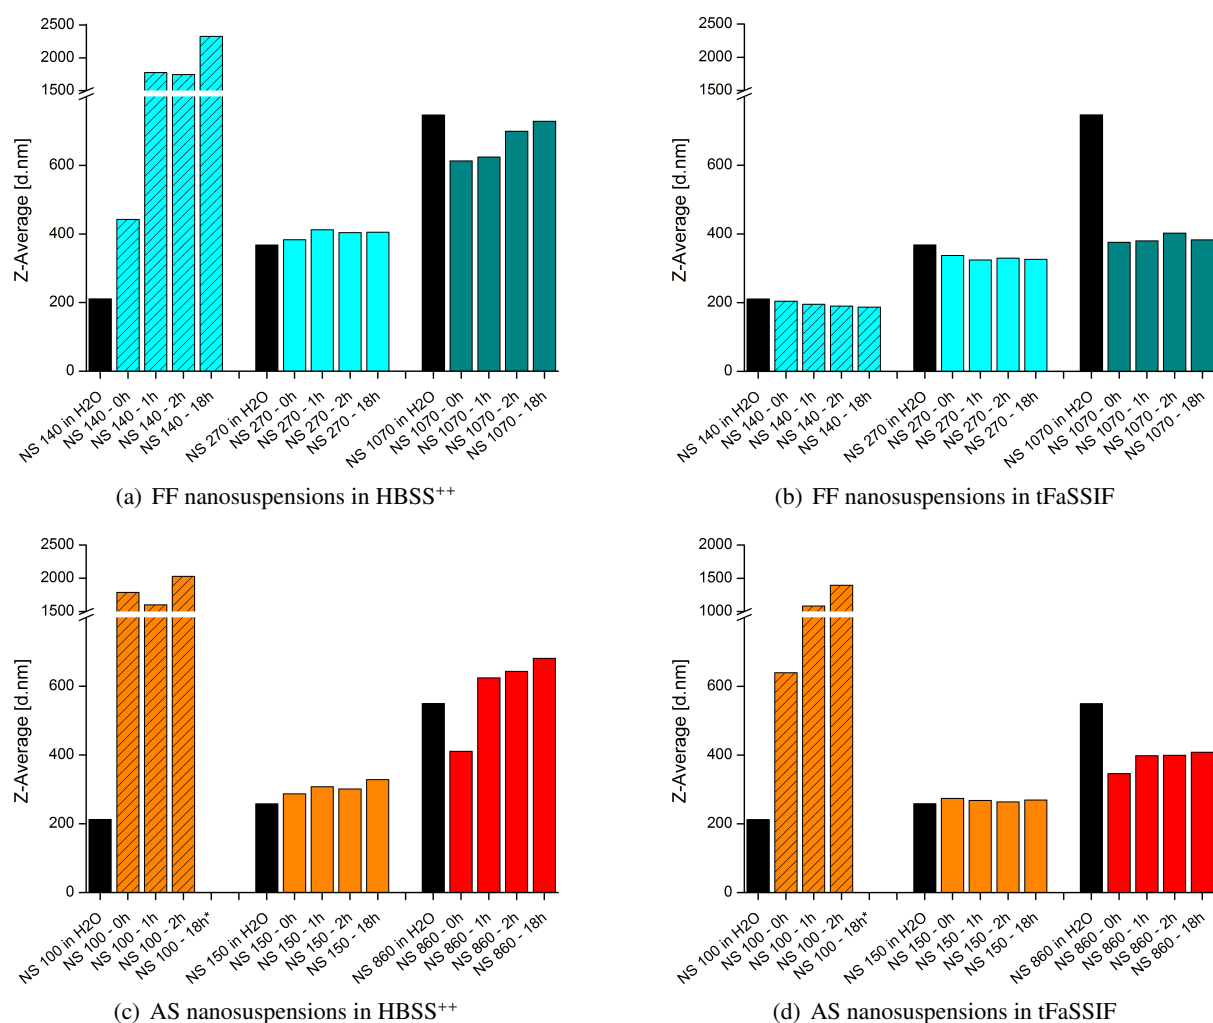 2500
2000
1500
600
400
200
0
Z-Average [d.nm]
NS 140 in H2O
NS 140 - 0h
NS 140 - 1h
NS 140 - 2h
NS 140 - 18h
NS 270 in H2O
NS 270 - 0h
NS 270 - 1h
NS 270 - 2h
NS 270 - 18h
NS 1070 in H2O
NS 1070 - 0h
NS 1070 - 1h
NS 1070 - 2h
NS 1070 - 18h
(a) FF nanosuspensions in HBSS++
2500
2000
1500
600
400
200
0
Z-Average [d.nm]
NS 140 in H2O
NS 140 - 0h
NS 140 - 1h
NS 140 - 2h
NS 140 - 18h
NS 270 in H2O
NS 270 - 0h
NS 270 - 1h
NS 270 - 2h
NS 270 - 18h
NS 1070 in H2O
NS 1070 - 0h
NS 1070 - 1h
NS 1070 - 2h
NS 1070 - 18h
(b) FF nanosuspensions in tFaSSIF
2500
2000
1500
600
400
200
0
Z-Average [d.nm]
NS 100 in H2O
NS 100 - 0h
NS 100 - 1h
NS 100 - 2h
NS 100 - 18h*
NS 150 in H2O
NS 150 - 0h
NS 150 - 1h
NS 150 - 2h
NS 150 - 18h
NS 860 in H2O
NS 860 - 0h
NS 860 - 1h
NS 860 - 2h
NS 860 - 18h
(c) AS nanosuspensions in HBSS++
2000
1500
1000
600
400
200
0
Z-Average [d.nm]
NS 100 in H2O
NS 100 - 0h
NS 100 - 1h
NS 100 - 2h
NS 100 - 18h*
NS 150 in H2O
NS 150 - 0h
NS 150 - 1h
NS 150 - 2h
NS 150 - 18h
NS 860 in H2O
NS 860 - 0h
NS 860 - 1h
NS 860 - 2h
NS 860 - 18h
(d) AS nanosuspensions in tFaSSIF